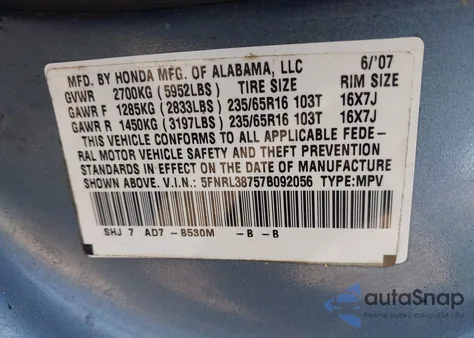 MFD. BY HONDA MFG. OF ALABAMA, LLC 6/'07
GVWR 2700KG (5952LBS) TIRE SIZE RIM SIZE
GAWR F 1285KG (2833LBS) 235/65R16 103T 16X7J
GAWR R 1450KG (3197LBS) 235/65R16 103T 16X7J
THIS VEHICLE CONFORMS TO ALL APPLICABLE FEDE-
RAL MOTOR VEHICLE SAFETY AND THEFT PREVENTION
STANDARDS IN EFFECT ON THE DATE OF MANUFACTURE
SHOWN ABOVE. V.I.N.: 5FNRL38757B092056 TYPE:MPV
SHJ 7 AD7 - B530M - B - B
autoSnap